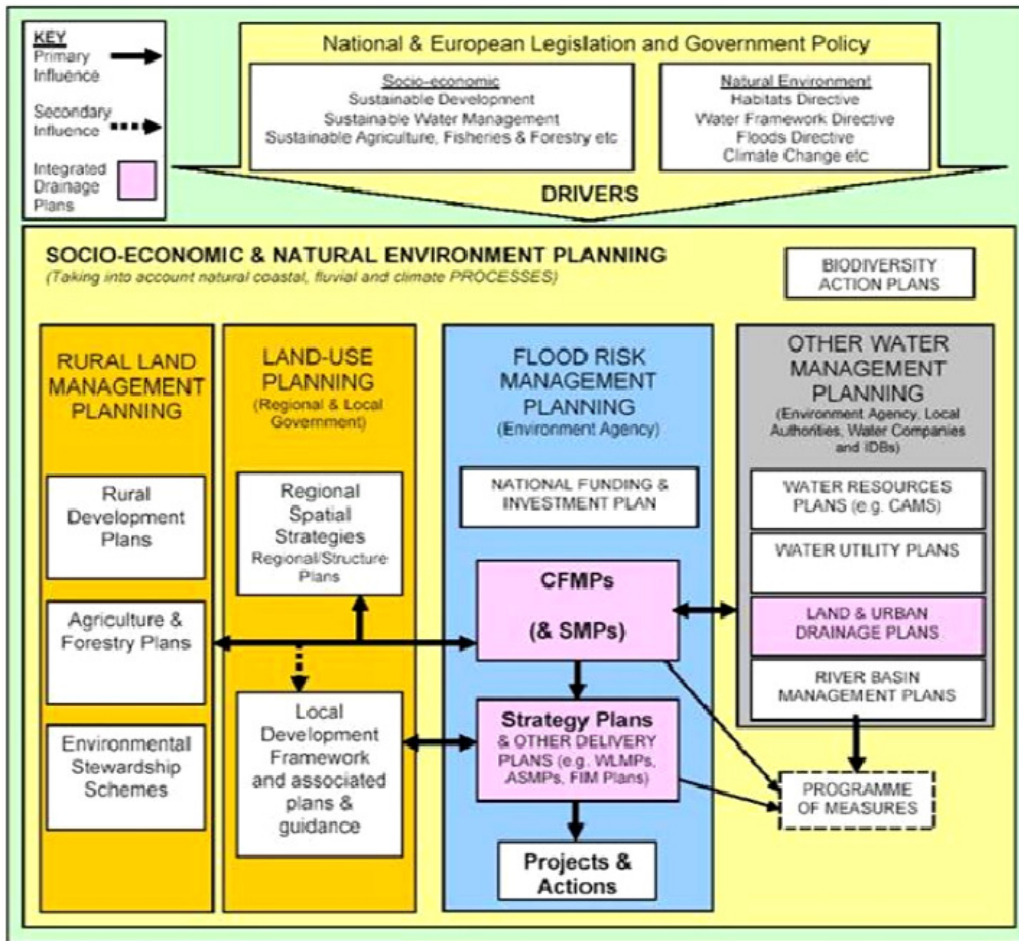 KEY
Primary
Influence
Secondary
Influence
Integrated
Drainage
Plans
National & European Legislation and Government Policy
Socio-economic
Sustainable Development
Sustainable Water Management
Sustainable Agriculture, Fisheries & Forestry etc
Natural Environment
Habitats Directive
Water Framework Directive
Floods Directive
Climate Change etc
DRIVERS
SOCIO-ECONOMIC & NATURAL ENVIRONMENT PLANNING
(Taking into account natural coastal, fluvial and climate PROCESSES)
BIODIVERSITY
ACTION PLANS
RURAL LAND
MANAGEMENT
PLANNING
Rural
Development
Plans
Agriculture &
Forestry Plans
Environmental
Stewardship
Schemes
LAND-USE
PLANNING
(Regional & Local
Government)
Regional
Spatial
Strategies
Regional/Structure
Plans
Local
Development
Framework
and associated
plans &
guidance
FLOOD RISK
MANAGEMENT
PLANNING
(Environment Agency)
NATIONAL FUNDING &
INVESTMENT PLAN
CFMPs
(& SMPs)
Strategy Plans
& OTHER DELIVERY
PLANS (e.g. WLMPs,
ASMPs, FIM Plans)
Projects &
Actions
OTHER WATER
MANAGEMENT
PLANNING
(Environment Agency, Local
Authorities, Water Companies
and IDBs)
WATER RESOURCES
PLANS (e.g. CAMS)
WATER UTILITY PLANS
LAND & URBAN
DRAINAGE PLANS
RIVER BASIN
MANAGEMENT PLANS
PROGRAMME
OF MEASURES